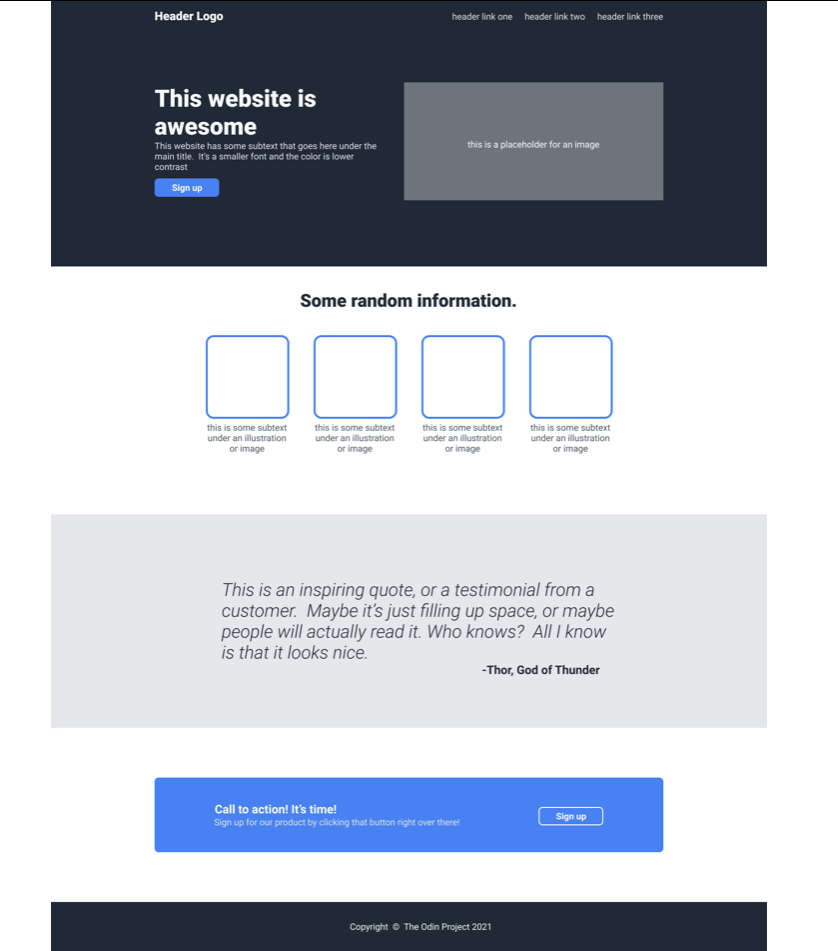 Header Logo
header link one
header link two
header link three
This website is
awesome
This website has some subtext that goes here under the
main title.  It's a smaller font and the color is lower
contrast
Sign up
this is a placeholder for an image
Some random information.
this is some subtext
under an illustration
or image
this is some subtext
under an illustration
or image
this is some subtext
under an illustration
or image
this is some subtext
under an illustration
or image
This is an inspiring quote, or a testimonial from a
customer.  Maybe it's just filling up space, or maybe
people will actually read it. Who knows?  All I know
is that it looks nice.
-Thor, God of Thunder
Call to action! It's time!
Sign up for our product by clicking that button right over there!
Sign up
Copyright © The Odin Project 2021